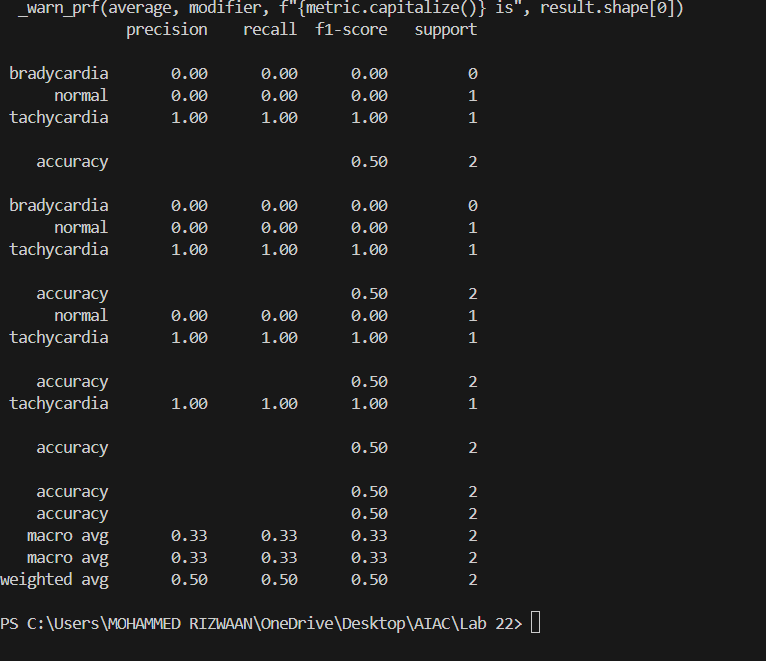 _warn_prf(average, modifier, f"{metric.capitalize()} is", result.shape[0])
precision recall f1-score support
bradycardia 0.00 0.00 0.00 0
normal 0.00 0.00 0.00 1
tachycardia 1.00 1.00 1.00 1
accuracy 0.50 2
bradycardia 0.00 0.00 0.00 0
normal 0.00 0.00 0.00 1
tachycardia 1.00 1.00 1.00 1
accuracy 0.50 2
normal 0.00 0.00 0.00 1
tachycardia 1.00 1.00 1.00 1
accuracy 0.50 2
tachycardia 1.00 1.00 1.00 1
accuracy 0.50 2
accuracy 0.50 2
accuracy 0.50 2
macro avg 0.33 0.33 0.33 2
macro avg 0.33 0.33 0.33 2
weighted avg 0.50 0.50 0.50 2
PS C:\Users\MOHAMMED RIZWAAN\OneDrive\Desktop\AIAC\Lab 22>